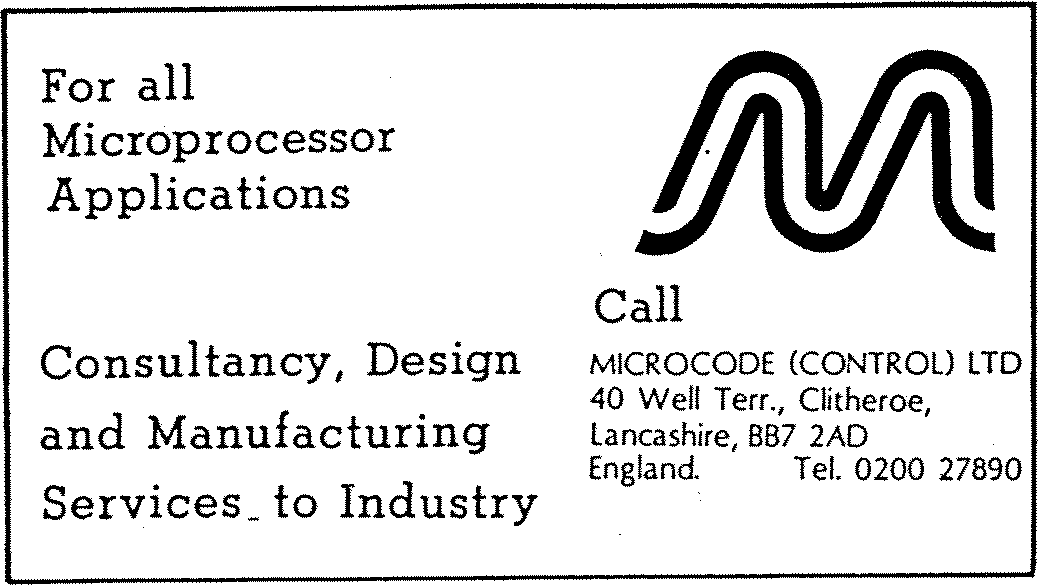 For all
Microprocessor
Applications
Consultancy, Design
and Manufacturing
Services to Industry
Call
MICROCODE (CONTROL) LTD
40 Well Terr., Clitheroe,
Lancashire, BB7 2AD
England. Tel. 0200 27890